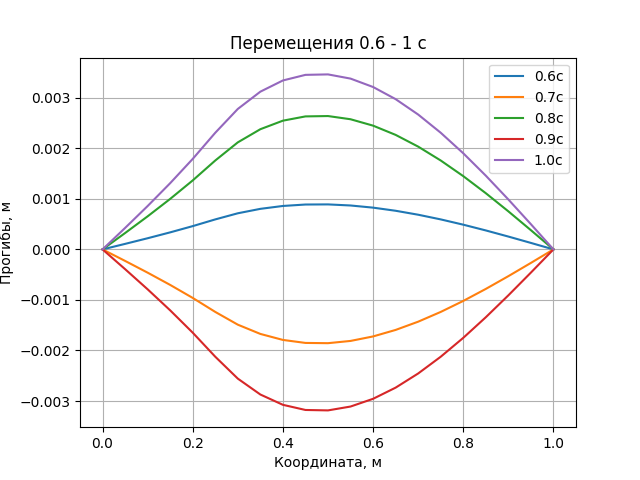 Перемещения 0.6 - 1 с
0.6с
0.7с
0.8с
0.9с
1.0с
Прогибы, м
0.003
0.002
0.001
0.000
−0.001
−0.002
−0.003
0.0 0.2 0.4 0.6 0.8 1.0
Координата, м